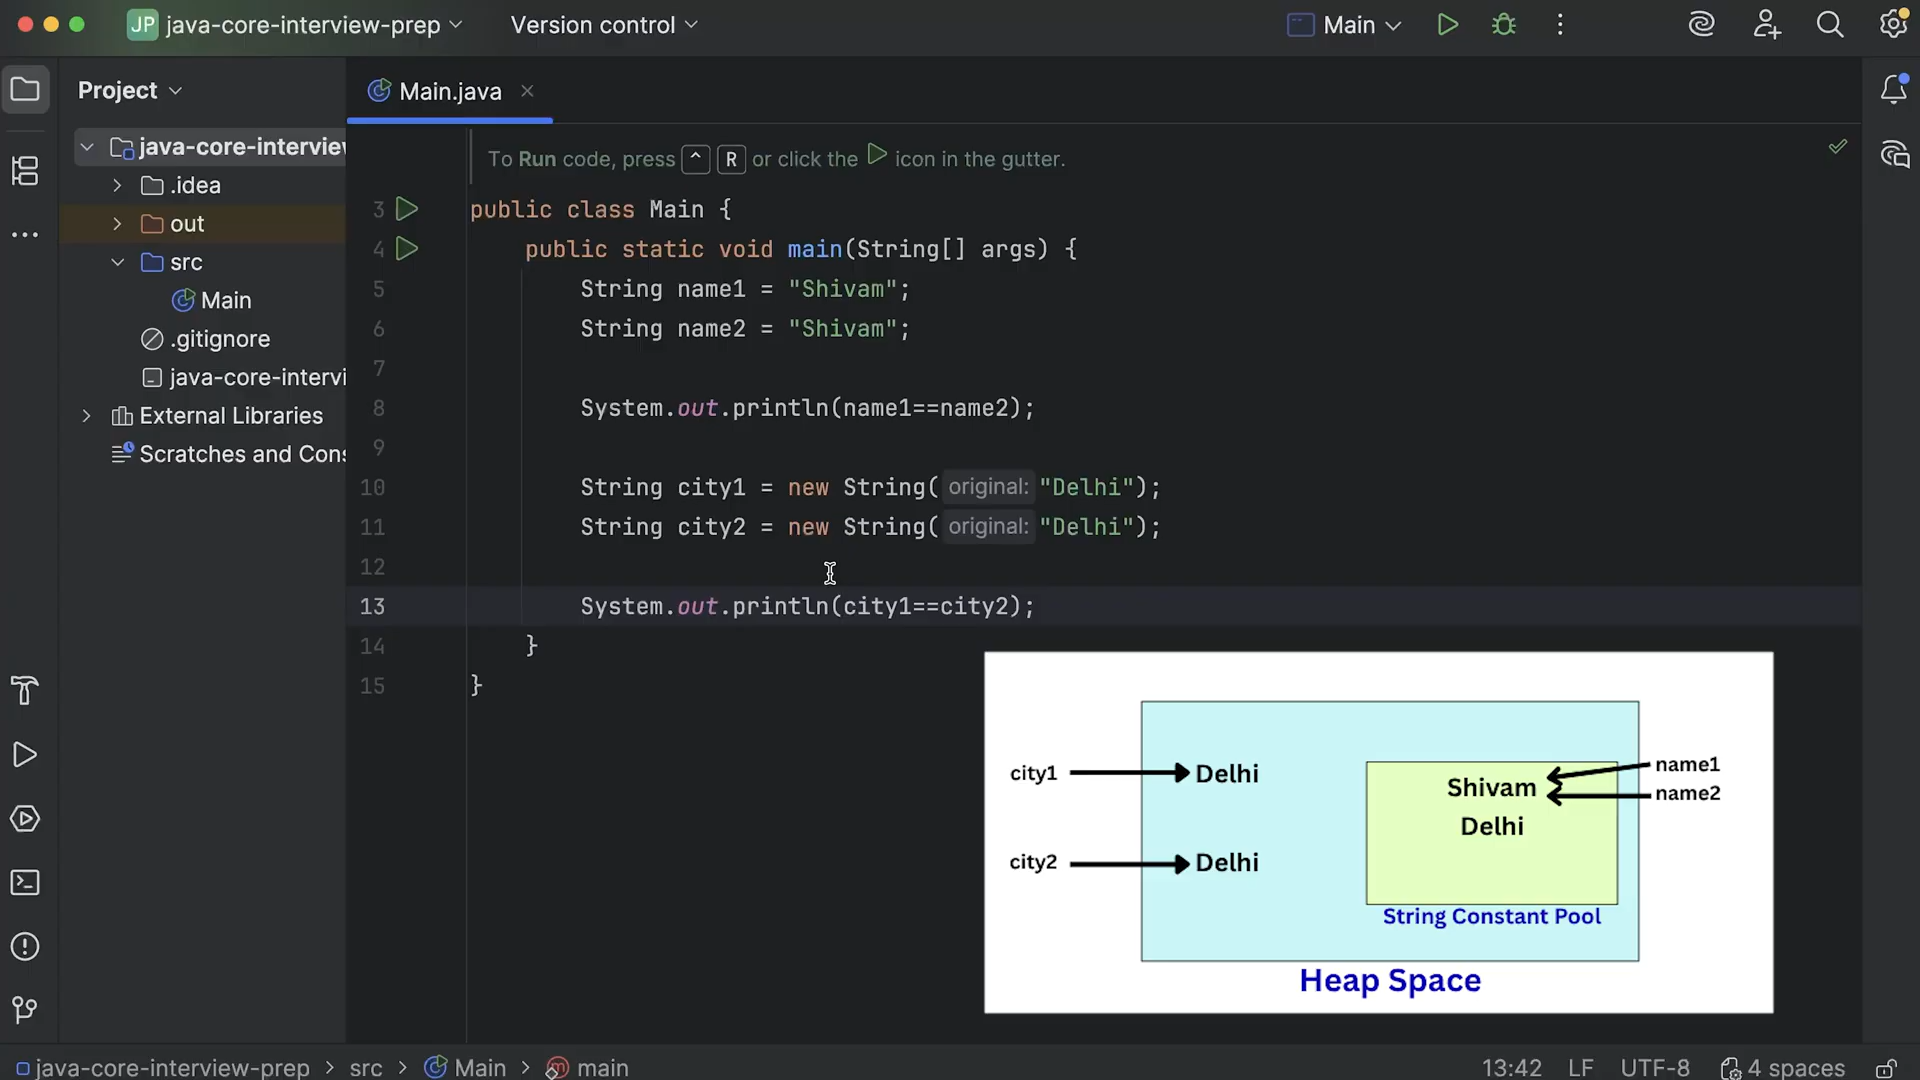 JP java-core-interview-prep Version control Main
Project
Main.java
java-core-interview
.idea
out
src
Main
.gitignore
java-core-intervi
External Libraries
Scratches and Cons
To Run code, press ^ R or click the icon in the gutter.
3 public class Main {
4 public static void main(String[] args) {
5 String name1 = "Shivam";
6 String name2 = "Shivam";
7
8 System.out.println(name1==name2);
9
10 String city1 = new String( original: "Delhi");
11 String city2 = new String( original: "Delhi");
12
13 System.out.println(city1==city2);
14 }
15 }
city1 Delhi
city2 Delhi
Shivam
Delhi
name1
name2
String Constant Pool
Heap Space
java-core-interview-prep > src > Main > main 13:42 LF UTF-8 4 spaces